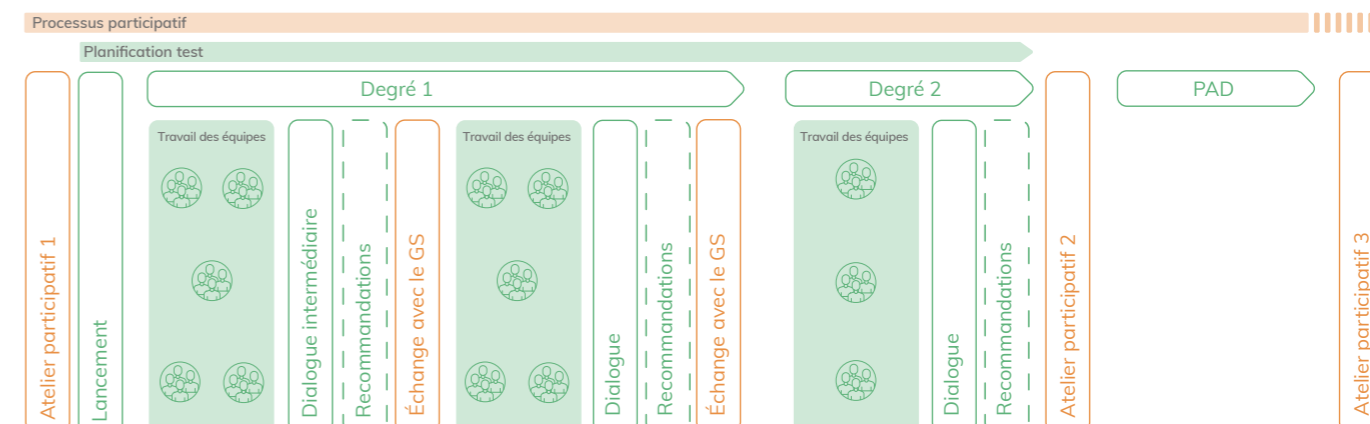 Processus participatif
Planification test
Degré 1
Degré 2
PAD
Atelier participatif 1
Lancement
Travail des équipes
Dialogue intermédiaire
Recommandations
Échange avec le GS
Travail des équipes
Dialogue
Recommandations
Échange avec le GS
Travail des équipes
Dialogue
Recommandations
Atelier participatif 2
Atelier participatif 3